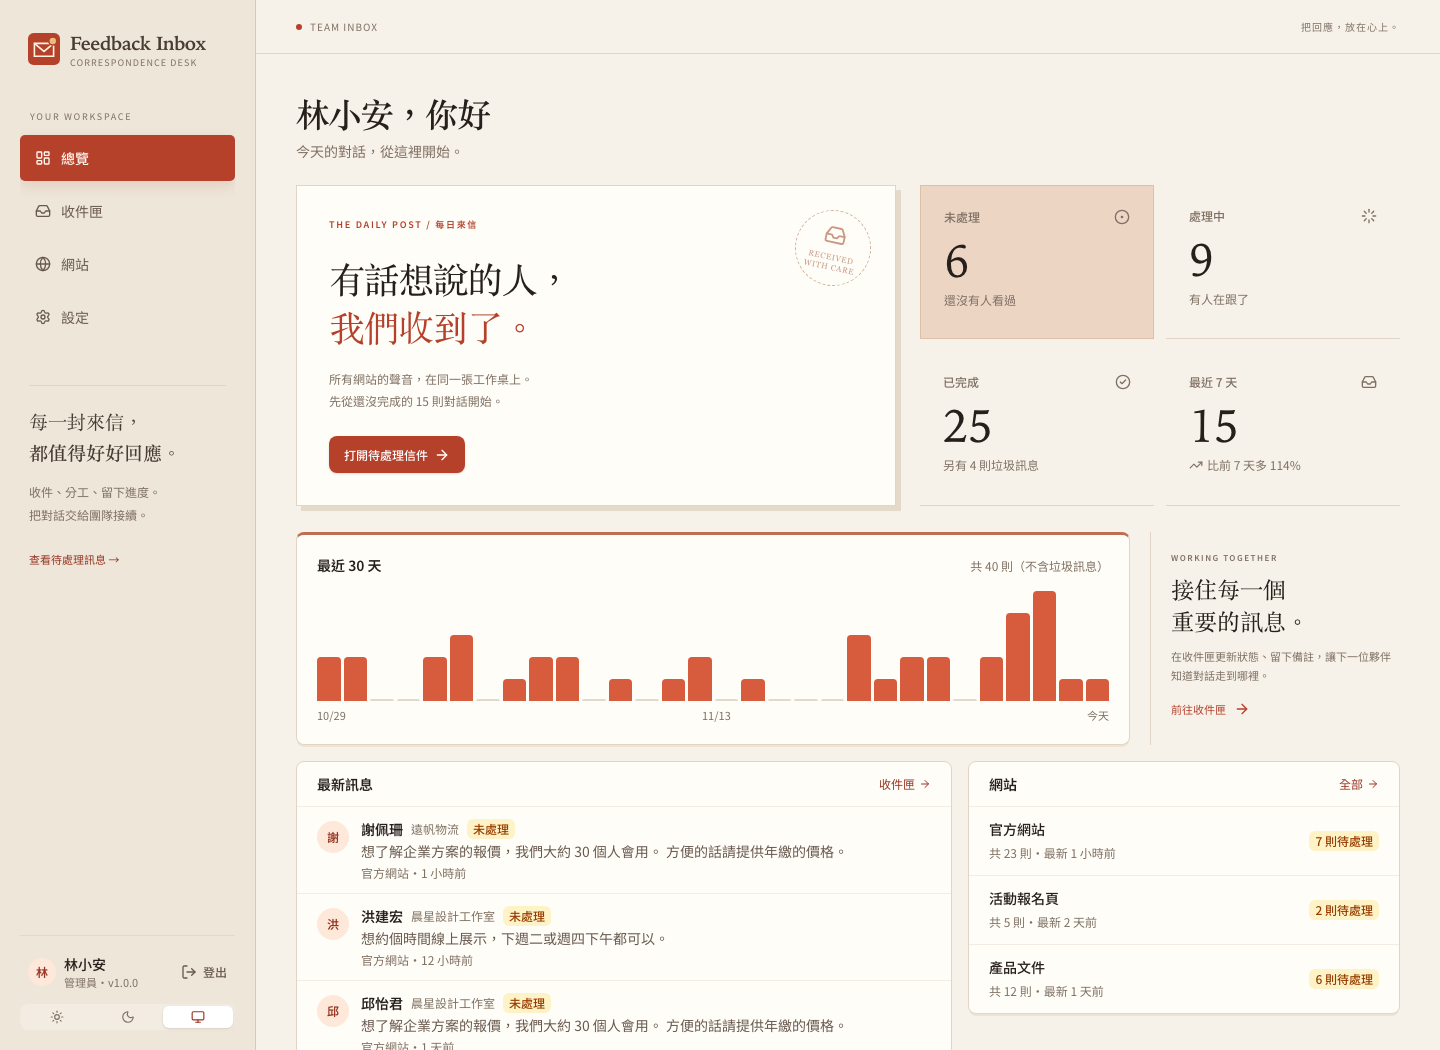 Feedback Inbox
CORRESPONDENCE DESK
YOUR WORKSPACE
總覽
收件匣
網站
設定
每一封來信，
都值得好好回應。
收件、分工、留下進度。
把對話交給團隊接續。
查看待處理訊息 →
林
林小安
管理員・v1.0.0
登出
TEAM INBOX
把回應，放在心上。
林小安，你好
今天的對話，從這裡開始。
THE DAILY POST / 每日來信
有話想說的人，
我們收到了。
所有網站的聲音，在同一張工作桌上。
先從還沒完成的 15 則對話開始。
打開待處理信件
RECEIVED
WITH CARE
未處理
6
還沒有人看過
處理中
9
有人在跟了
已完成
25
另有 4 則垃圾訊息
最近 7 天
15
比前 7 天多 114%
最近 30 天
共 40 則（不含垃圾訊息）
10/29
11/13
今天
WORKING TOGETHER
接住每一個
重要的訊息。
在收件匣更新狀態、留下備註，讓下一位夥伴
知道對話走到哪裡。
前往收件匣
最新訊息
收件匣
謝
謝佩珊 遠帆物流 未處理
想了解企業方案的報價，我們大約 30 個人會用。 方便的話請提供年繳的價格。
官方網站・1 小時前
洪
洪建宏 晨星設計工作室 未處理
想約個時間線上展示，下週二或週四下午都可以。
官方網站・12 小時前
邱
邱怡君 晨星設計工作室 未處理
想了解企業方案的報價，我們大約 30 個人會用。 方便的話請提供年繳的價格。
官方網站・1 天前
網站
全部
官方網站
共 23 則・最新 1 小時前
7 則待處理
活動報名頁
共 5 則・最新 2 天前
2 則待處理
產品文件
共 12 則・最新 1 天前
6 則待處理